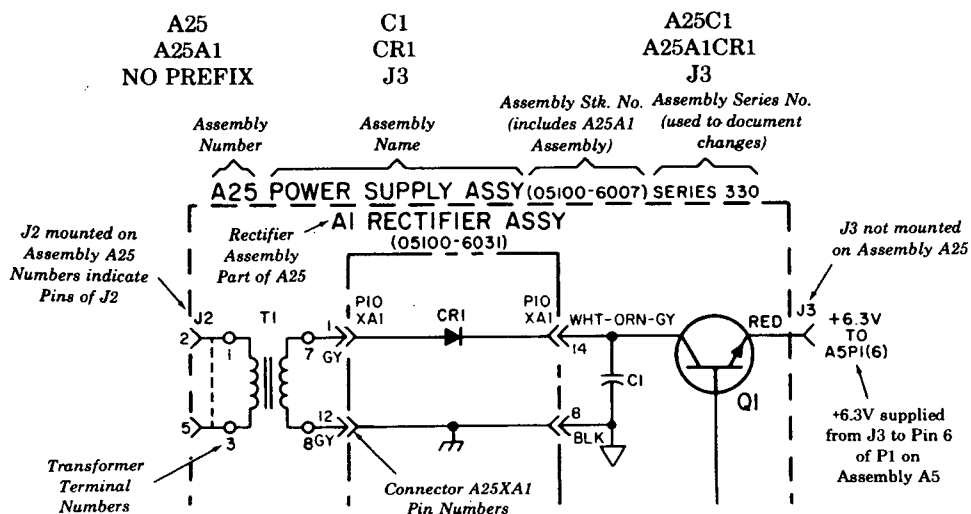 A25 C1 A25C1
A25A1 CR1 A25A1CR1
NO PREFIX J3 J3
Assembly Number
Assembly Name
Assembly Stk. No. (includes A25A1 Assembly)
Assembly Series No. (used to document changes)
A25 POWER SUPPLY ASSY (05100-6007) SERIES 330
A1 RECTIFIER ASSY
(05100-6031)
J2 mounted on
Assembly A25
Numbers indicate
Pins of J2
Rectifier
Assembly
Part of A25
J3 not mounted
on Assembly A25
J2
T1
P10
XA1
CR1
P10
XA1
WHT-ORN-GY
RED
J3
+6.3V
TO
A5P1(6)
2
1
7
1
GY
14
C1
Q1
5
3
8
12
GY
8
BLK
+6.3V supplied
from J3 to Pin 6
of P1 on
Assembly A5
Transformer
Terminal
Numbers
Connector A25XA1
Pin Numbers